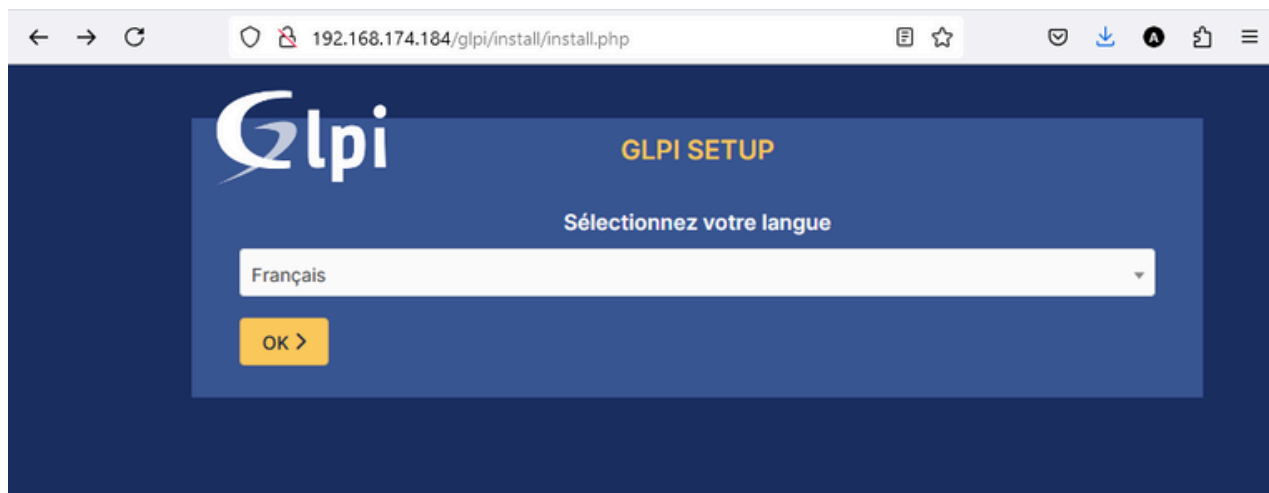 192.168.174.184/glpi/install/install.php
A
Glpi
GLPI SETUP
Sélectionnez votre langue
Français
OK